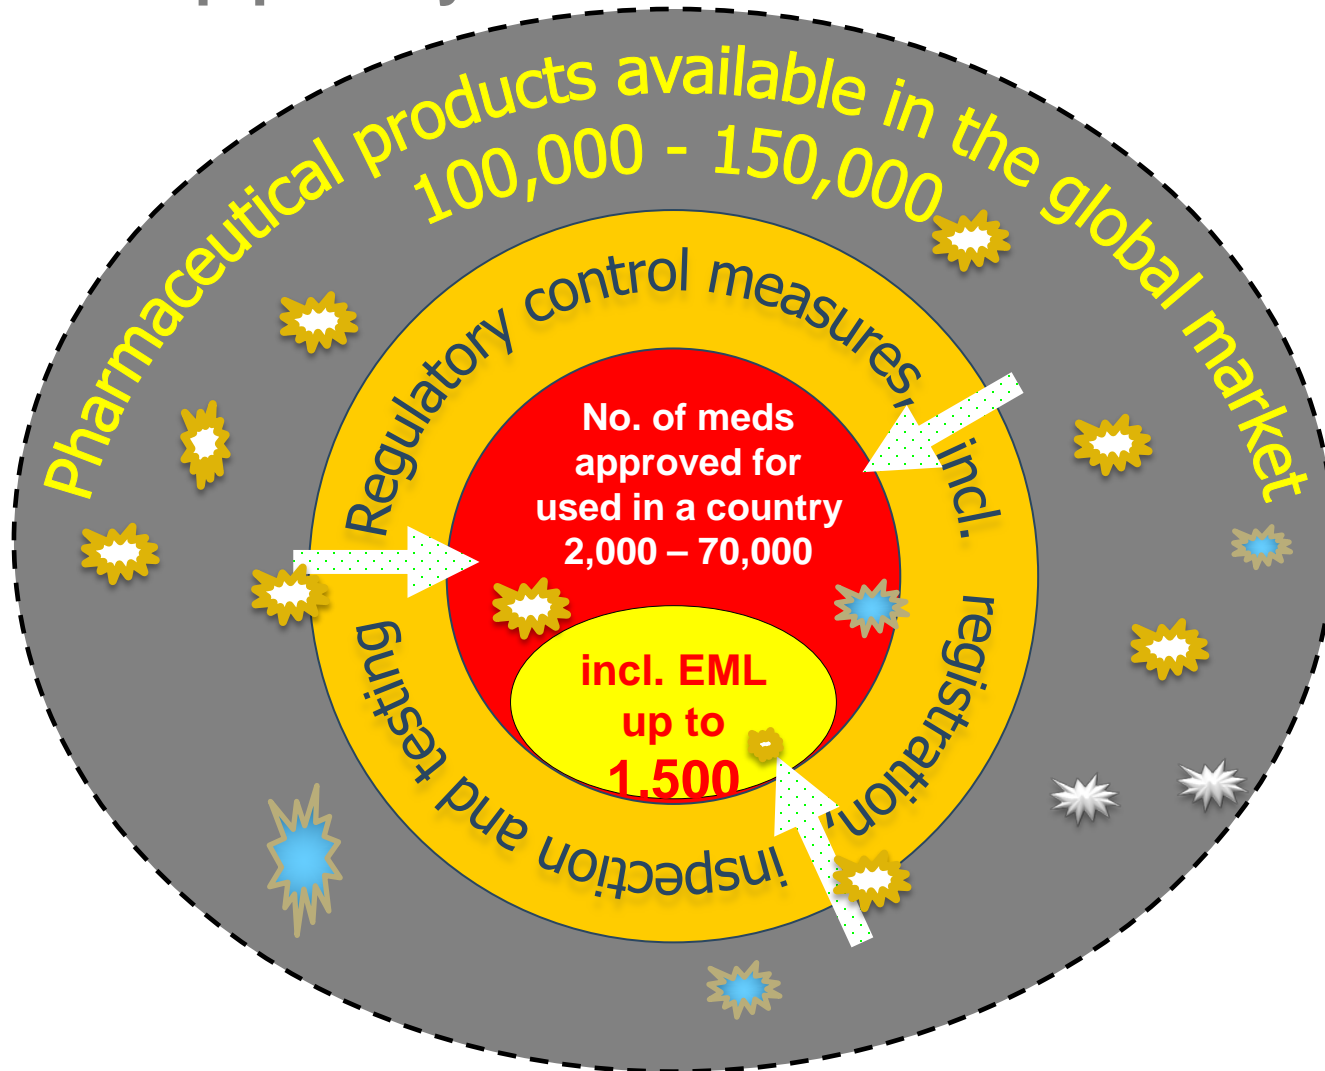 Pharmaceutical products available in the global market
100,000 - 150,000
Regulatory control measures, incl.
registration,
inspection and testing
No. of meds
approved for
used in a country
2,000 – 70,000
incl. EML
up to
1,500